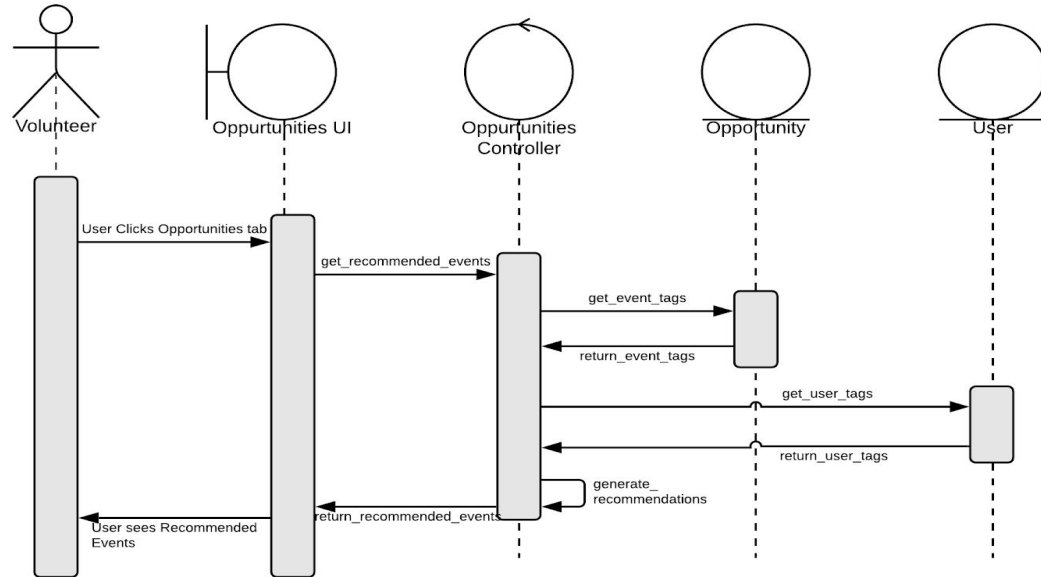 Volunteer
Oppurtunities UI
Oppurtunities
Controller
Opportunity
User
User Clicks Opportunities tab
get_recommended_events
get_event_tags
return_event_tags
get_user_tags
return_user_tags
generate_
recommendations
return_recommended_events
User sees Recommended
Events